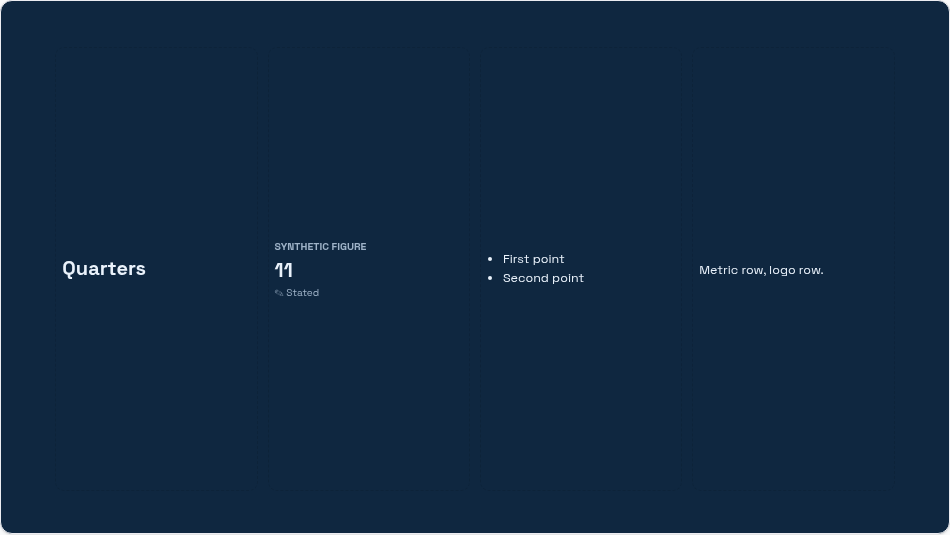 Quarters
SYNTHETIC FIGURE
11
✎ Stated
First point
Second point
Metric row, logo row.